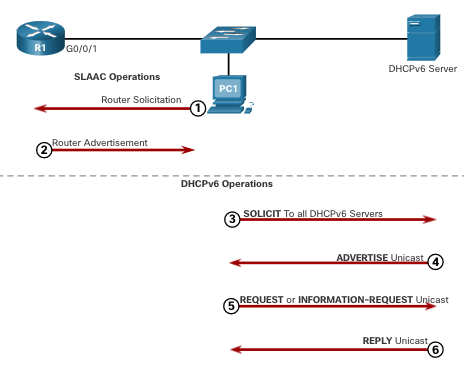 R1
G0/0/1
DHCPv6 Server
SLAAC Operations
PC1
Router Solicitation
1
2
Router Advertisement
DHCPv6 Operations
3
SOLICIT To all DHCPv6 Servers
ADVERTISE Unicast
4
5
REQUEST or INFORMATION-REQUEST Unicast
REPLY Unicast
6